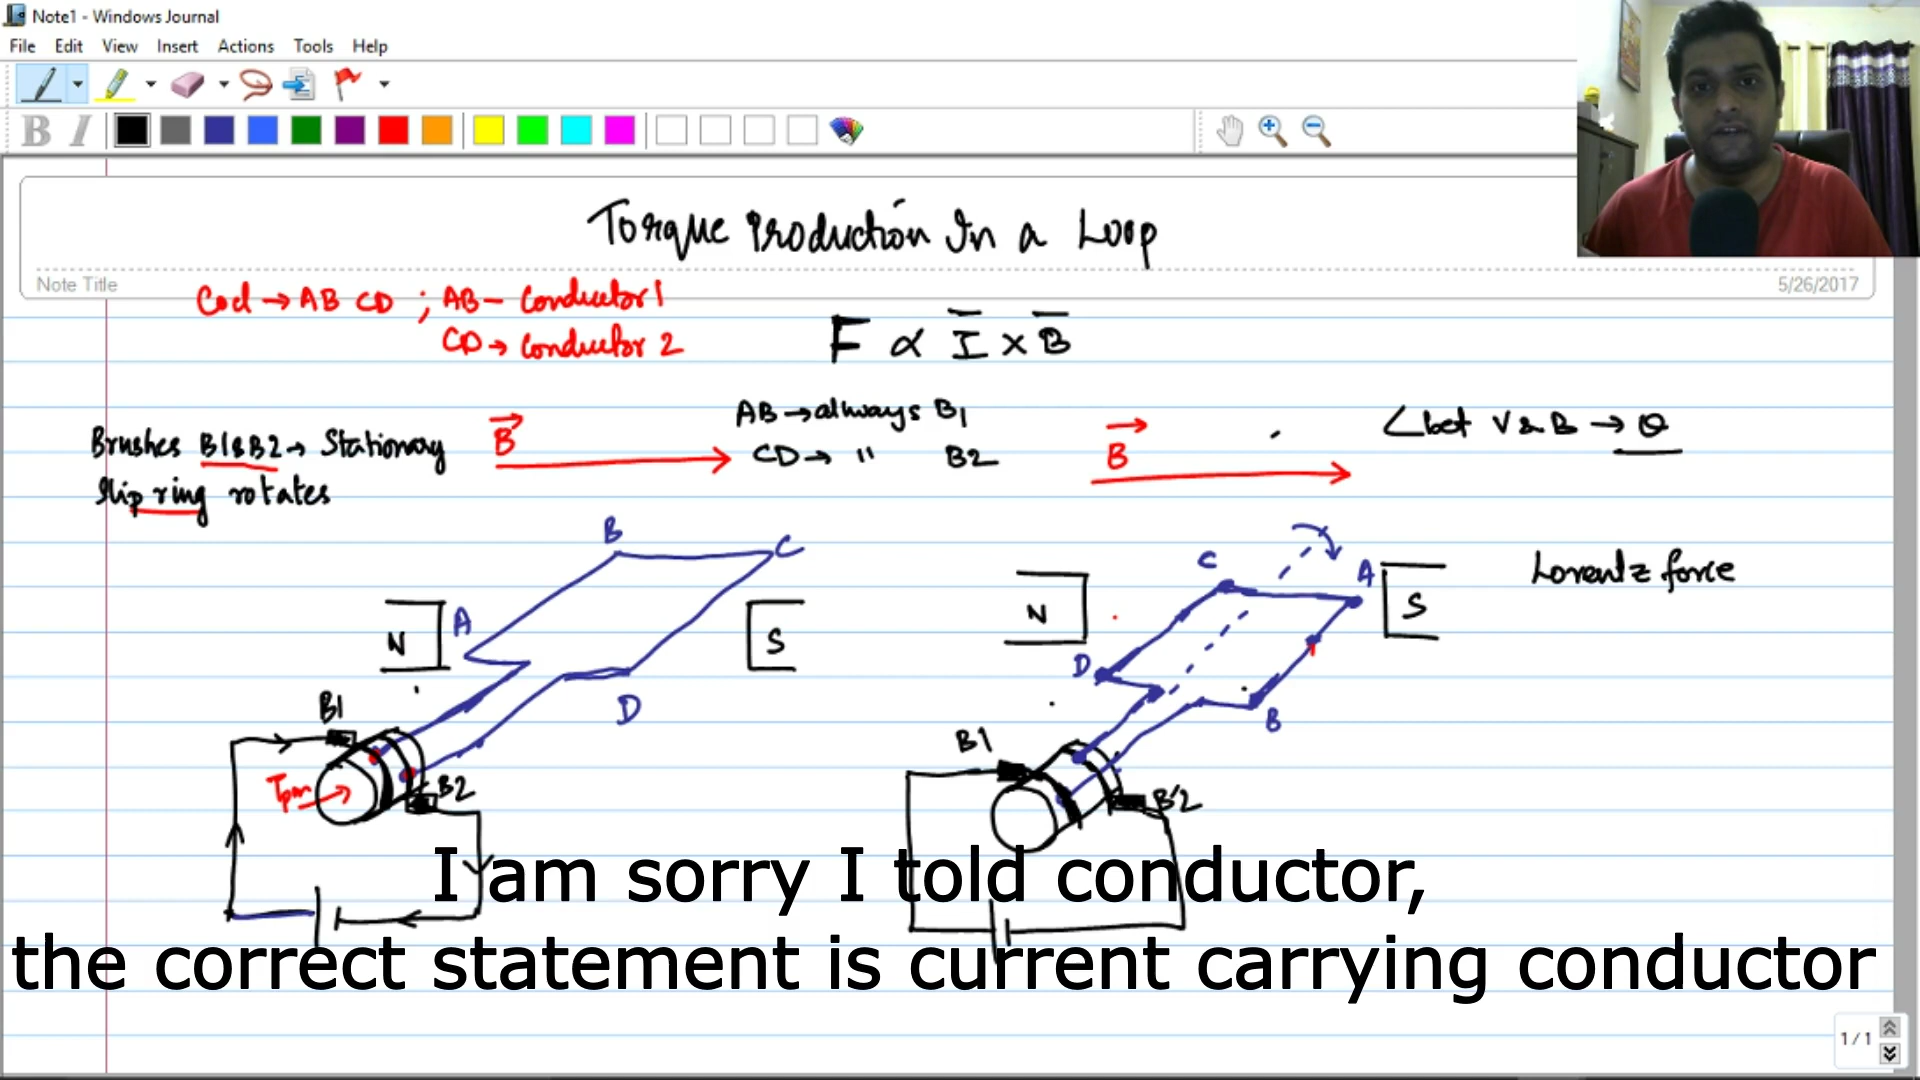 Note1 - Windows Journal
File Edit View Insert Actions Tools Help
B I
Torque Production In a Loop
Note Title
5/26/2017
Coil → AB CD ; AB - Conductor 1
CD → Conductor 2
F ∝ I × B
Brushes B1&B2 → Stationary
Slip ring rotates
B
AB → always B1
CD → " B2
B
∠bet V & B → θ
B C
A
N S
D
B1
B2
Tpm
C A
N S
D
B
B1
B2
Lorentz force
I am sorry I told conductor,
the correct statement is current carrying conductor
1 / 1